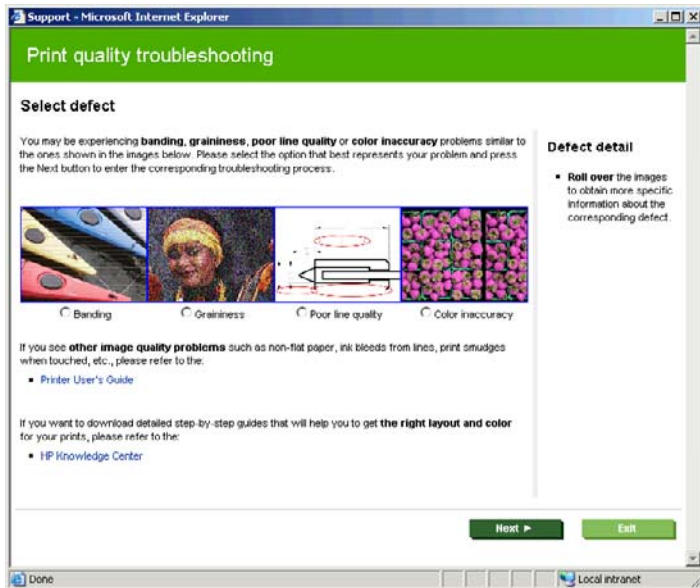 Support - Microsoft Internet Explorer
Print quality troubleshooting
Select defect
You may be experiencing banding, graininess, poor line quality or color inaccuracy problems similar to
the ones shown in the images below. Please select the option that best represents your problem and press
the Next button to enter the corresponding troubleshooting process.
Banding
Graininess
Poor line quality
Color inaccuracy
If you see other image quality problems such as non-flat paper, ink bleeds from lines, print smudges
when touched, etc., please refer to the:
Printer User's Guide
If you want to download detailed step-by-step guides that will help you to get the right layout and color
for your prints, please refer to the:
HP Knowledge Center
Defect detail
Roll over the images
to obtain more specific
information about the
corresponding defect.
Next
Exit
Done
Local intranet